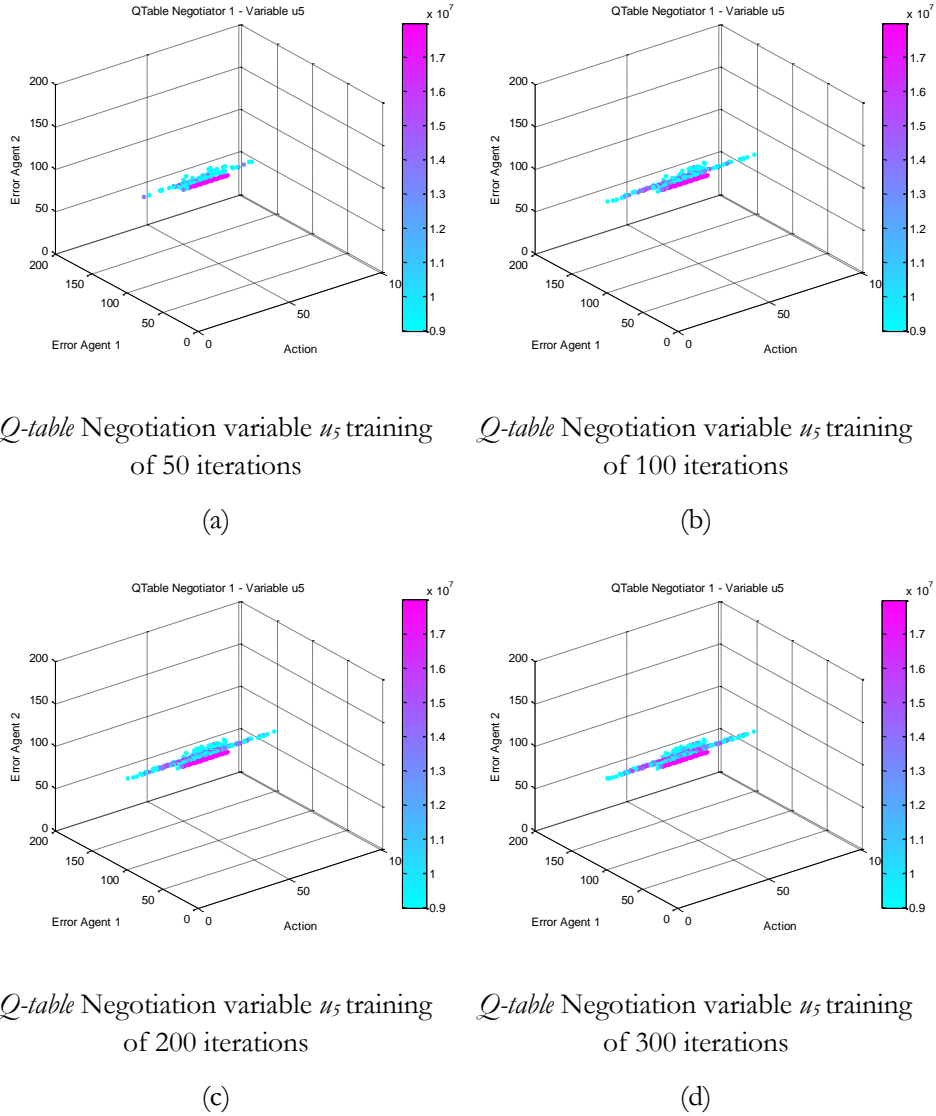 QTable Negotiator 1 - Variable u5
x 10^7
200
150
100
50
0
Error Agent 2
200
150
100
50
0
Error Agent 1
0
50
10
Action
1.7
1.6
1.5
1.4
1.3
1.2
1.1
1
0.9
QTable Negotiator 1 - Variable u5
x 10^7
200
150
100
50
0
Error Agent 2
200
150
100
50
0
Error Agent 1
0
50
10
Action
1.7
1.6
1.5
1.4
1.3
1.2
1.1
1
0.9
Q-table Negotiation variable u5 training
of 50 iterations
(a)
Q-table Negotiation variable u5 training
of 100 iterations
(b)
QTable Negotiator 1 - Variable u5
x 10^7
200
150
100
50
0
Error Agent 2
200
150
100
50
0
Error Agent 1
0
50
10
Action
1.7
1.6
1.5
1.4
1.3
1.2
1.1
1
0.9
QTable Negotiator 1 - Variable u5
x 10^7
200
150
100
50
0
Error Agent 2
200
150
100
50
0
Error Agent 1
0
50
10
Action
1.7
1.6
1.5
1.4
1.3
1.2
1.1
1
0.9
Q-table Negotiation variable u5 training
of 200 iterations
(c)
Q-table Negotiation variable u5 training
of 300 iterations
(d)